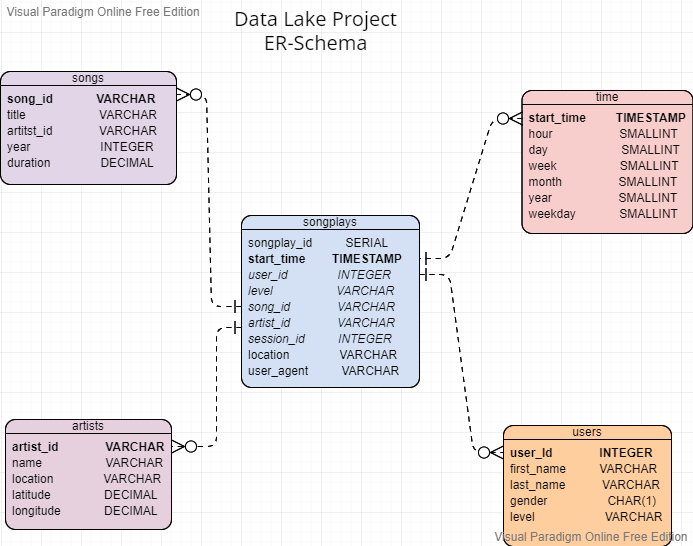 Visual Paradigm Online Free Edition
Data Lake Project
ER-Schema
songs
song_id VARCHAR
title VARCHAR
artitst_id VARCHAR
year INTEGER
duration DECIMAL
time
start_time TIMESTAMP
hour SMALLINT
day SMALLINT
week SMALLINT
month SMALLINT
year SMALLINT
weekday SMALLINT
songplays
songplay_id SERIAL
start_time TIMESTAMP
user_id INTEGER
level VARCHAR
song_id VARCHAR
artist_id VARCHAR
session_id INTEGER
location VARCHAR
user_agent VARCHAR
artists
artist_id VARCHAR
name VARCHAR
location VARCHAR
latitude DECIMAL
longitude DECIMAL
users
user_Id INTEGER
first_name VARCHAR
last_name VARCHAR
gender CHAR(1)
level VARCHAR
Visual Paradigm Online Free Edition